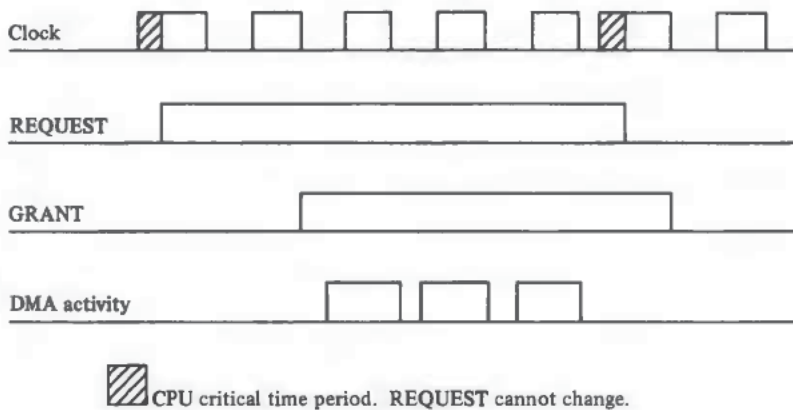 Clock
REQUEST
GRANT
DMA activity
CPU critical time period. REQUEST cannot change.